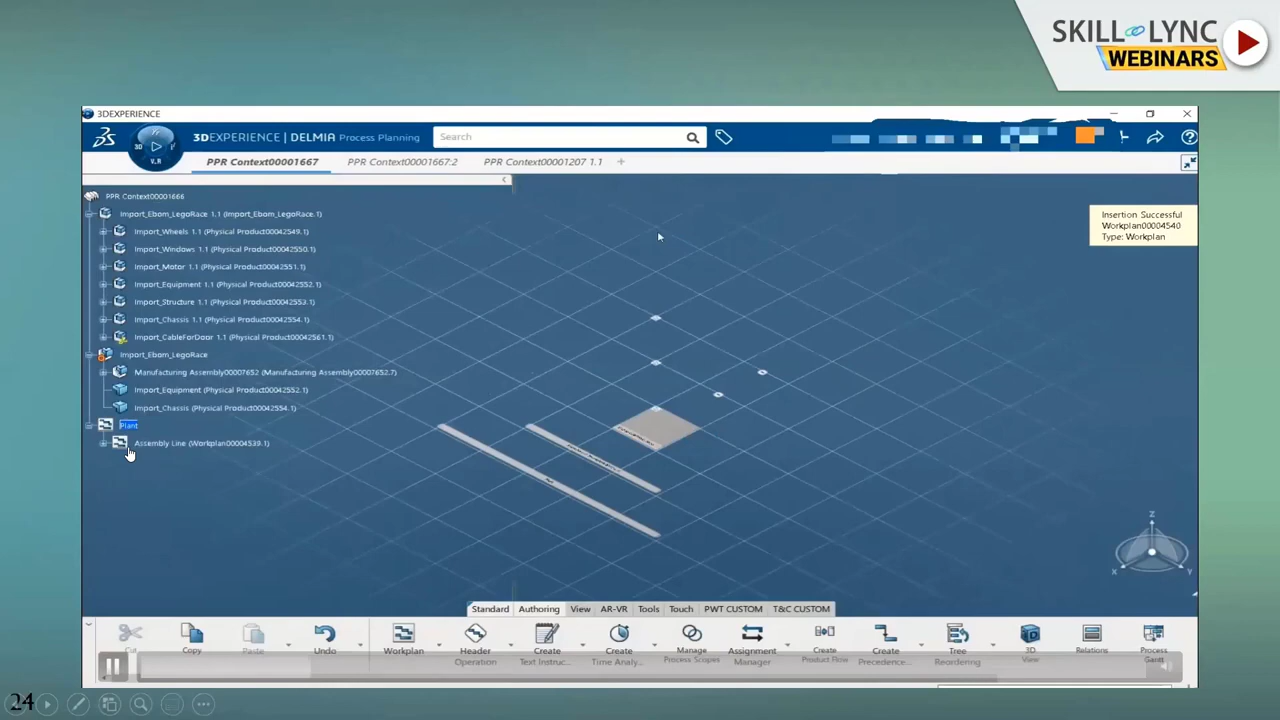 SKILL LYNC
WEBINARS
3DEXPERIENCE
3DEXPERIENCE | DELMIA Process Planning
Search
3D
V.R
PPR Context00001667
PPR Context00001667:2
PPR Context00001207 1.1
PPR Context00001666
Import_Ebom_LegoRace 1.1 (Import_Ebom_LegoRace.1)
Import_Wheels 1.1 (Physical Product00042549.1)
Import_Windows 1.1 (Physical Product00042550.1)
Import_Motor 1.1 (Physical Product00042551.1)
Import_Equipment 1.1 (Physical Product00042552.1)
Import_Structure 1.1 (Physical Product00042553.1)
Import_Chassis 1.1 (Physical Product00042554.1)
Import_CableForDoor 1.1 (Physical Product00042561.1)
Import_Ebom_LegoRace
Manufacturing Assembly00007652 (Manufacturing Assembly00007652.7)
Import_Equipment (Physical Product00042552.1)
Import_Chassis (Physical Product00042554.1)
Plant
Assembly Line (Workplan00004539.1)
Insertion Successful
Workplan00004540
Type: Workplan
Z
X
Y
Standard
Authoring
View
AR-VR
Tools
Touch
PWT CUSTOM
T&C CUSTOM
Cut
Copy
Paste
Undo
Workplan
Header
Operation
Create
Text Instruc...
Create
Time Analy...
Manage
Process Scopes
Assignment
Manager
Create
Product Flow
Create
Precedence...
Tree
Reordering
3D
View
Relations
Process
Gantt
24